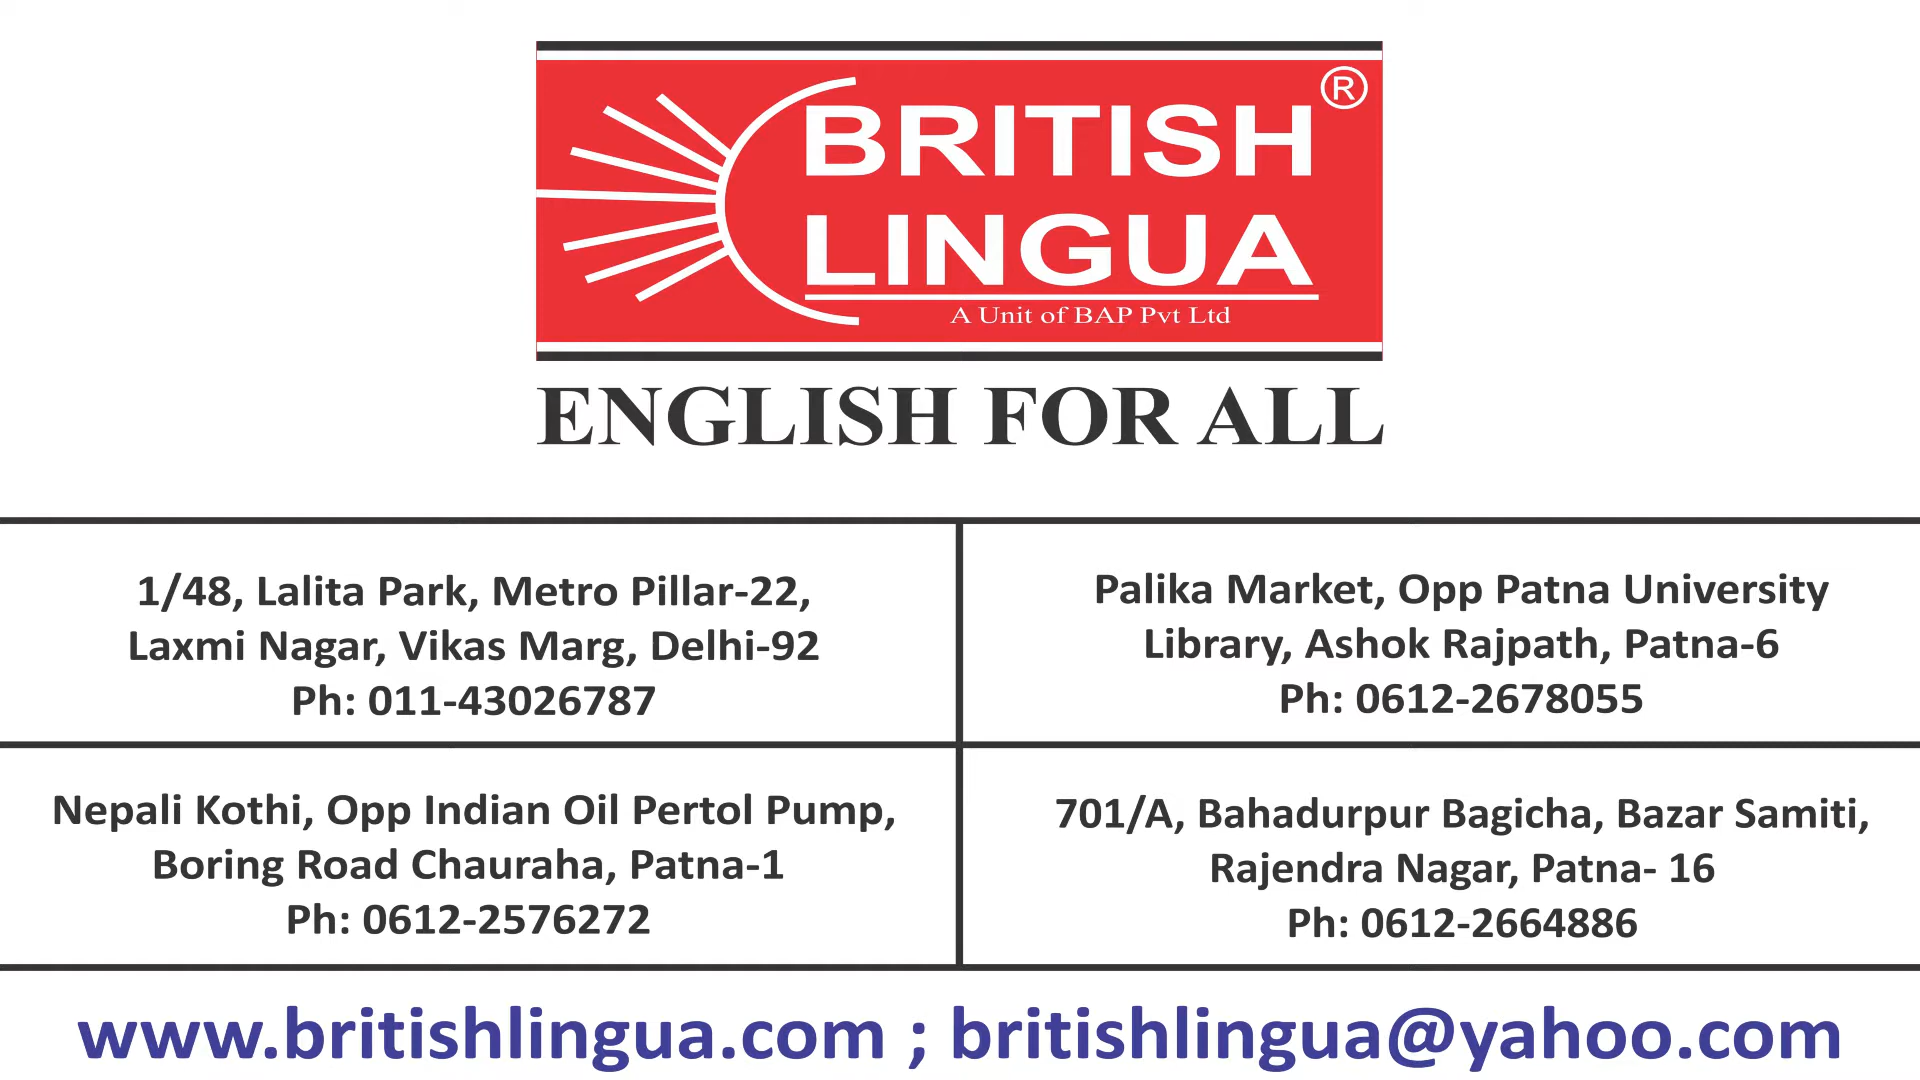 BRITISH ®
LINGUA
A Unit of BAP Pvt Ltd
ENGLISH FOR ALL
1/48, Lalita Park, Metro Pillar-22,
Laxmi Nagar, Vikas Marg, Delhi-92
Ph: 011-43026787
Palika Market, Opp Patna University
Library, Ashok Rajpath, Patna-6
Ph: 0612-2678055
Nepali Kothi, Opp Indian Oil Pertol Pump,
Boring Road Chauraha, Patna-1
Ph: 0612-2576272
701/A, Bahadurpur Bagicha, Bazar Samiti,
Rajendra Nagar, Patna- 16
Ph: 0612-2664886
www.britishlingua.com ; britishlingua@yahoo.com